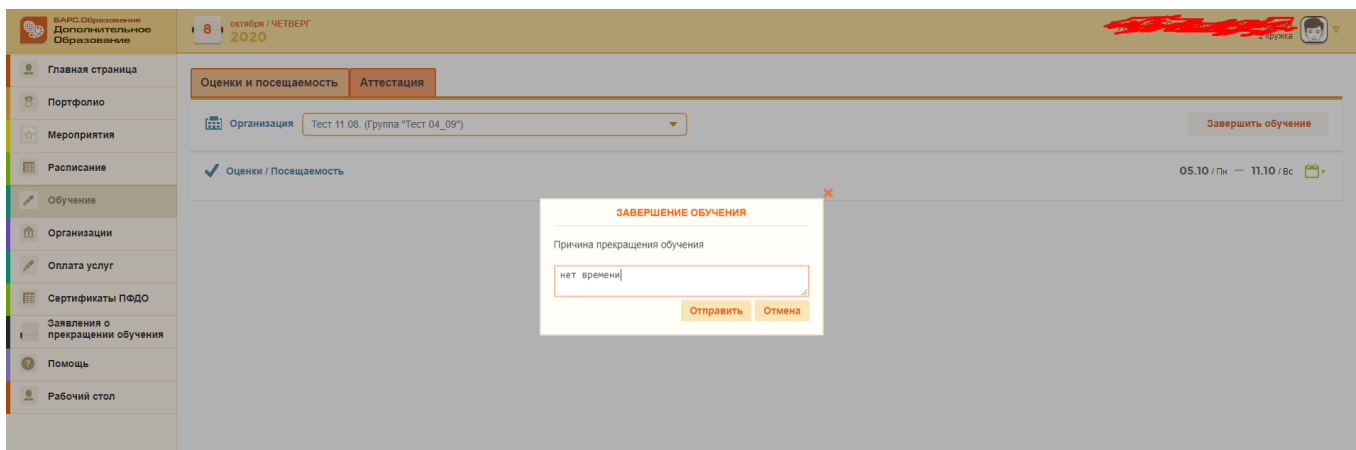 БАРС.Образование
Дополнительное
Образование
8
октября / ЧЕТВЕРГ
2020
2 кружка
Главная страница
Портфолио
Мероприятия
Расписание
Обучение
Организации
Оплата услуг
Сертификаты ПФДО
Заявления о
прекращении обучения
Помощь
Рабочий стол
Оценки и посещаемость
Аттестация
Организация
Тест 11.08. (Группа "Тест 04_09")
Завершить обучение
Оценки / Посещаемость
05.10 / Пн — 11.10 / Вс
ЗАВЕРШЕНИЕ ОБУЧЕНИЯ
Причина прекращения обучения
нет времени
Отправить
Отмена